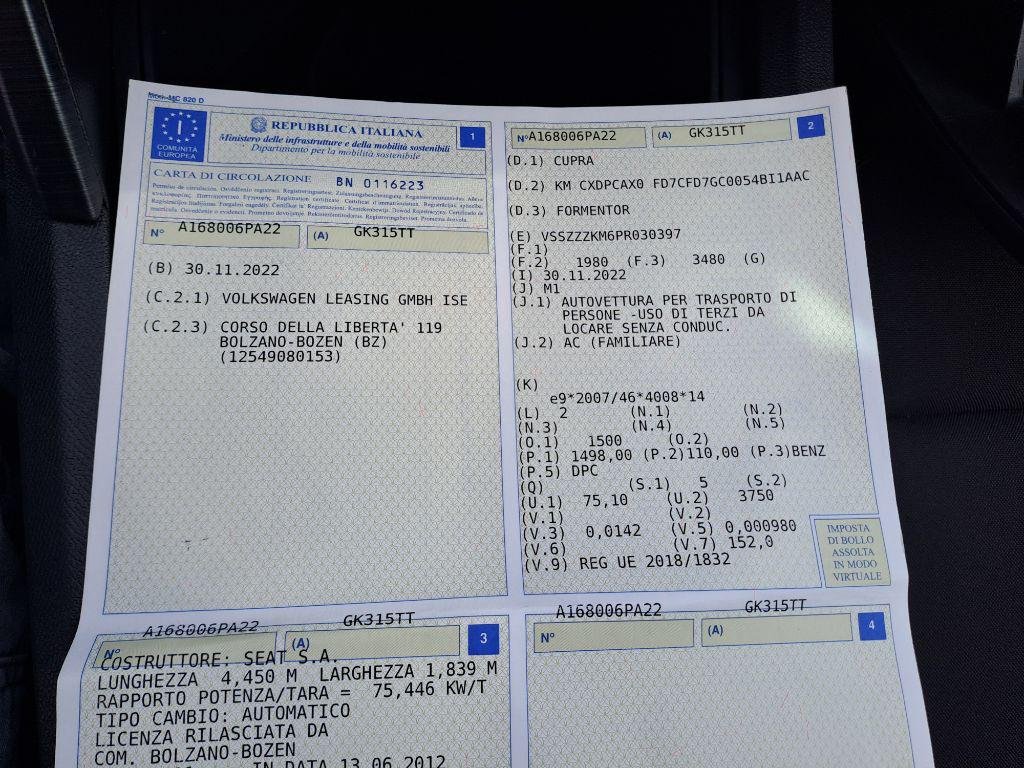 Mod. MC 820 D
COMUNITÀ EUROPEA
I
REPUBBLICA ITALIANA
Ministero delle infrastrutture e della mobilità sostenibili
Dipartimento per la mobilità sostenibile
1
CARTA DI CIRCOLAZIONE BN 0116223
N° A168006PA22 (A) GK315TT
(B) 30.11.2022
(C.2.1) VOLKSWAGEN LEASING GMBH ISE
(C.2.3) CORSO DELLA LIBERTA' 119
BOLZANO-BOZEN (BZ)
(12549080153)
N° A168006PA22 (A) GK315TT 2
(D.1) CUPRA
(D.2) KM CXDPCAX0 FD7CFD7GC0054BI1AAC
(D.3) FORMENTOR
(E) VSSZZZKM6PR030397
(F.1)
(F.2) 1980 (F.3) 3480 (G)
(I) 30.11.2022
(J) M1
(J.1) AUTOVETTURA PER TRASPORTO DI
PERSONE -USO DI TERZI DA
LOCARE SENZA CONDUC.
(J.2) AC (FAMILIARE)
(K)
e9*2007/46*4008*14
(L) 2 (N.1) (N.2)
(N.3) (N.4) (N.5)
(O.1) 1500 (O.2)
(P.1) 1498,00 (P.2)110,00 (P.3)BENZ
(P.5) DPC
(Q) (S.1) 5 (S.2)
(U.1) 75,10 (U.2) 3750
(V.1) (V.2)
(V.3) 0,0142 (V.5) 0,000980
(V.6) (V.7) 152,0
(V.9) REG UE 2018/1832
IMPOSTA
DI BOLLO
ASSOLTA
IN MODO
VIRTUALE
A168006PA22 GK315TT
N° (A) 3
COSTRUTTORE: SEAT S.A.
LUNGHEZZA 4,450 M LARGHEZZA 1,839 M
RAPPORTO POTENZA/TARA = 75,446 KW/T
TIPO CAMBIO: AUTOMATICO
LICENZA RILASCIATA DA
COM. BOLZANO-BOZEN
IN DATA 13.06.2012
A168006PA22 GK315TT
N° (A) 4